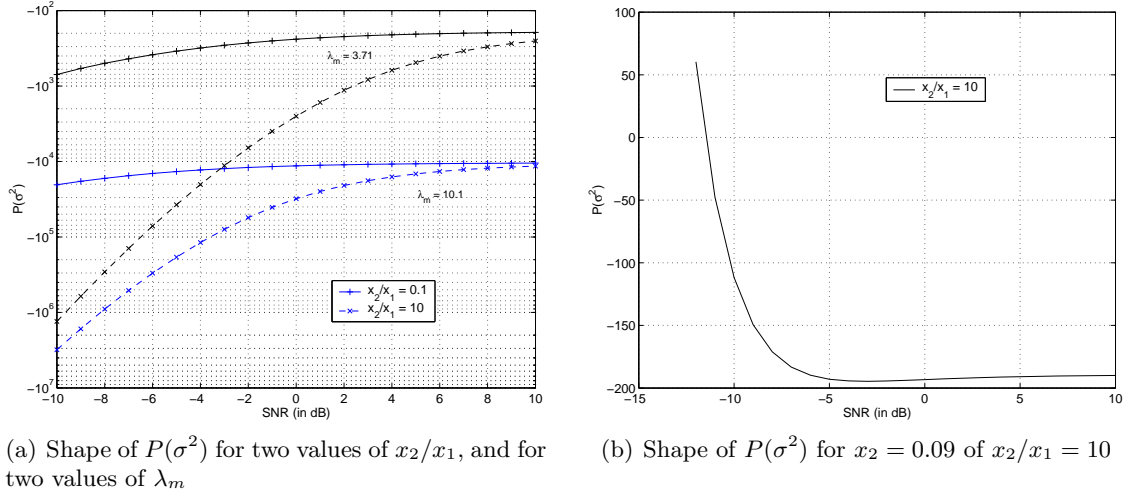 -10^2
-10^3
-10^4
-10^5
-10^6
-10^7
P(σ^2)
λ_m = 3.71
λ_m = 10.1
x_2/x_1 = 0.1
x_2/x_1 = 10
-10 -8 -6 -4 -2 0 2 4 6 8 10
SNR (in dB)
(a) Shape of P(σ^2) for two values of x_2/x_1, and for
two values of λ_m
100
50
0
-50
-100
-150
-200
P(σ^2)
x_2/x_1 = 10
-15 -10 -5 0 5 10
SNR (in dB)
(b) Shape of P(σ^2) for x_2 = 0.09 of x_2/x_1 = 10